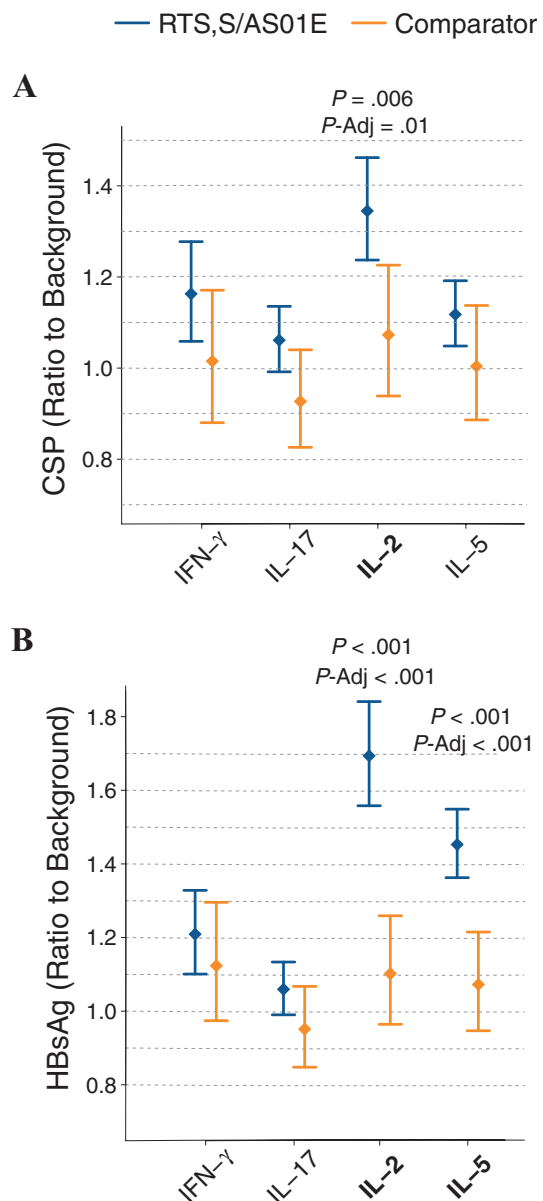 RTS,S/AS01E Comparator
A
P = .006
P-Adj = .01
CSP (Ratio to Background)
1.4
1.2
1.0
0.8
IFN−γ IL−17 IL−2 IL−5
B
P < .001
P-Adj < .001
P < .001
P-Adj < .001
HBsAg (Ratio to Background)
1.8
1.6
1.4
1.2
1.0
0.8
IFN−γ IL−17 IL−2 IL−5